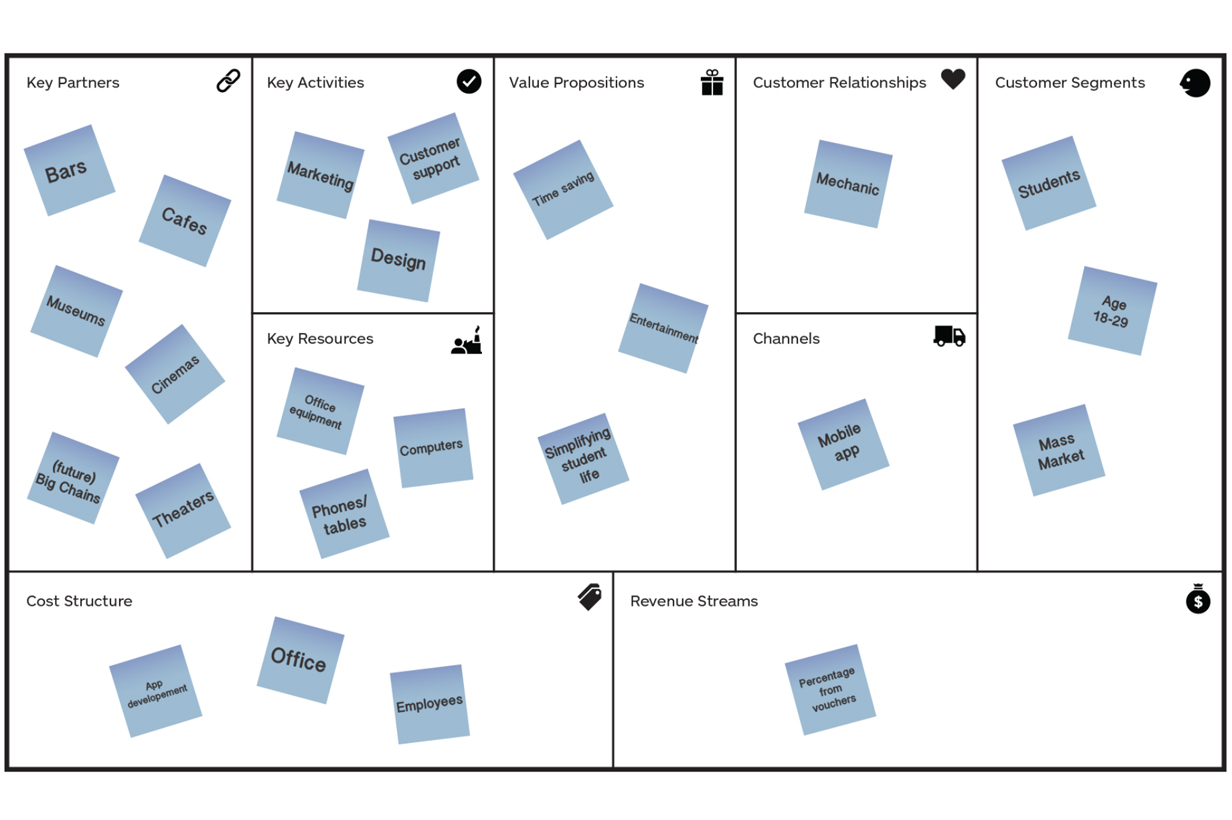 Key Partners
Bars
Cafes
Museums
Cinemas
(future)
Big Chains
Theaters
Key Activities
Marketing
Customer
support
Design
Key Resources
Office
equipment
Computers
Phones/
tables
Value Propositions
Time saving
Entertainment
Simplifying
student
life
Customer Relationships
Mechanic
Channels
Mobile
app
Customer Segments
Students
Age
18-29
Mass
Market
Cost Structure
App
developement
Office
Employees
Revenue Streams
$
Percentage
from
vouchers